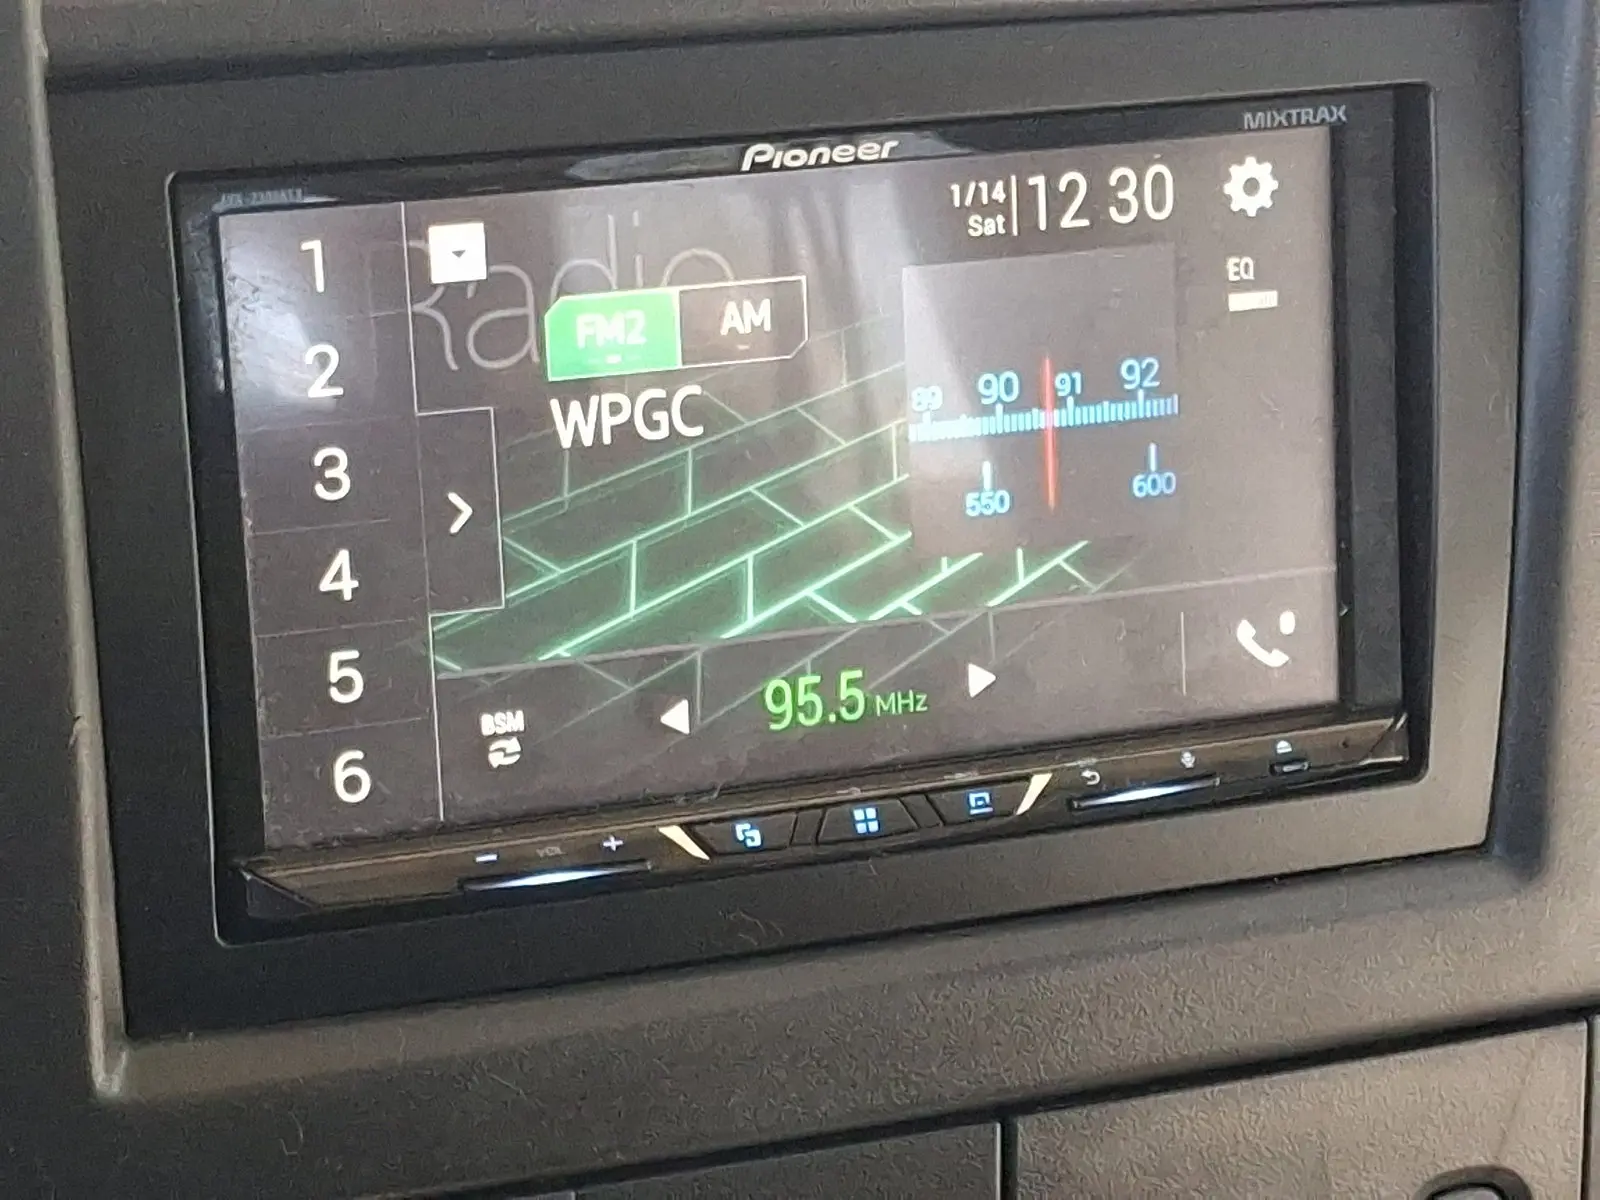 MIXTRAX
Pioneer
1/14
Sat
12 30
1
2
3
4
5
6
Radio
FM2
AM
WPGC
EQ
89 90 91 92
550 600
BSM
95.5 MHz
- VOL +